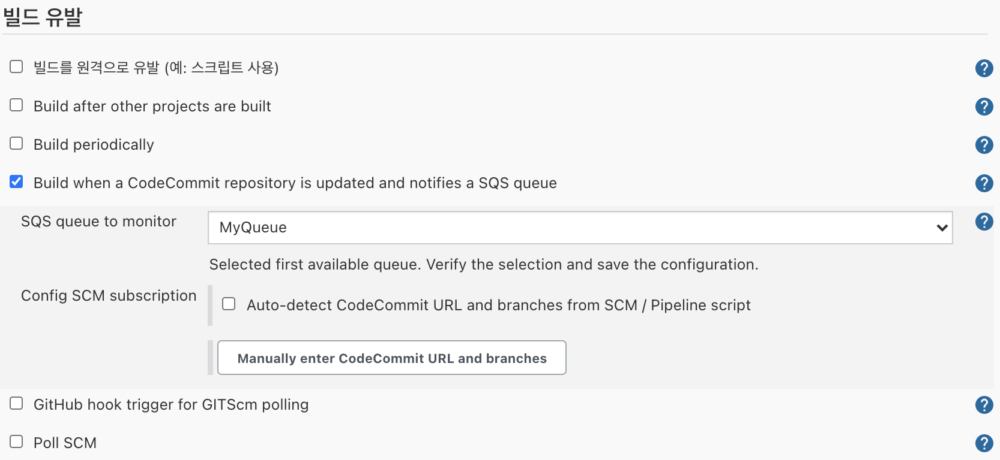 빌드 유발
빌드를 원격으로 유발 (예: 스크립트 사용)
?
Build after other projects are built
?
Build periodically
?
Build when a CodeCommit repository is updated and notifies a SQS queue
?
SQS queue to monitor
MyQueue
?
Selected first available queue. Verify the selection and save the configuration.
Config SCM subscription
Auto-detect CodeCommit URL and branches from SCM / Pipeline script
Manually enter CodeCommit URL and branches
GitHub hook trigger for GITScm polling
?
Poll SCM
?